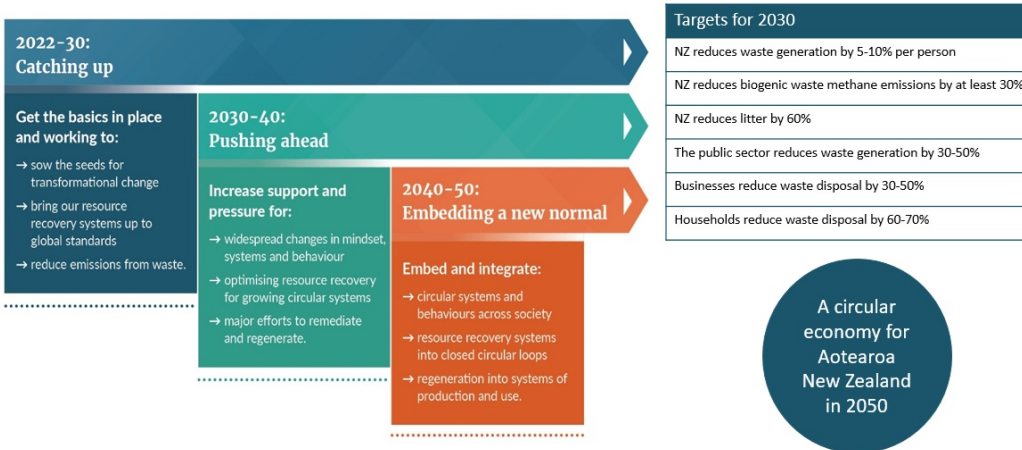 2022-30:
Catching up
Get the basics in place
and working to:
→ sow the seeds for
transformational change
→ bring our resource
recovery systems up to
global standards
→ reduce emissions from waste.
2030-40:
Pushing ahead
Increase support and
pressure for:
→ widespread changes in mindset,
systems and behaviour
→ optimising resource recovery
for growing circular systems
→ major efforts to remediate
and regenerate.
2040-50:
Embedding a new normal
Embed and integrate:
→ circular systems and
behaviours across society
→ resource recovery systems
into closed circular loops
→ regeneration into systems of
production and use.
Targets for 2030
NZ reduces waste generation by 5-10% per person
NZ reduces biogenic waste methane emissions by at least 30%
NZ reduces litter by 60%
The public sector reduces waste generation by 30-50%
Businesses reduce waste disposal by 30-50%
Households reduce waste disposal by 60-70%
A circular
economy for
Aotearoa
New Zealand
in 2050